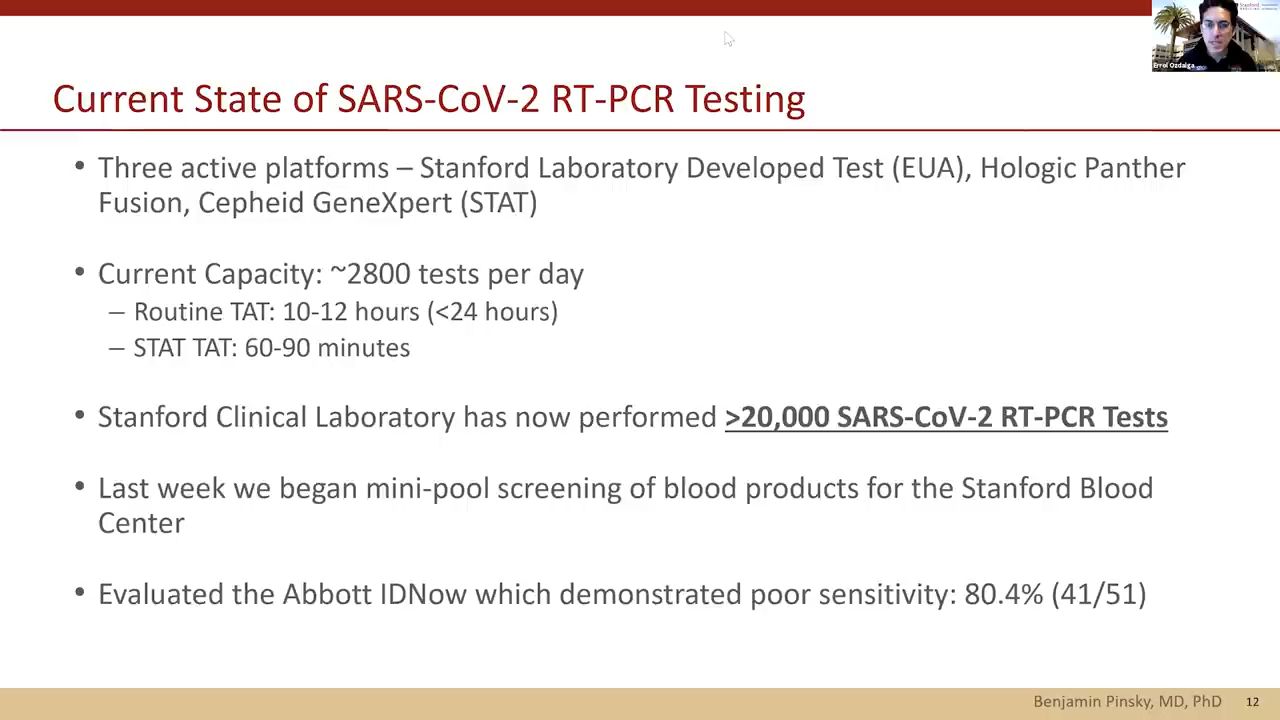 Stanford
Errol Ozdalga
Current State of SARS-CoV-2 RT-PCR Testing
• Three active platforms – Stanford Laboratory Developed Test (EUA), Hologic Panther
Fusion, Cepheid GeneXpert (STAT)
• Current Capacity: ~2800 tests per day
– Routine TAT: 10-12 hours (<24 hours)
– STAT TAT: 60-90 minutes
• Stanford Clinical Laboratory has now performed >20,000 SARS-CoV-2 RT-PCR Tests
• Last week we began mini-pool screening of blood products for the Stanford Blood
Center
• Evaluated the Abbott IDNow which demonstrated poor sensitivity: 80.4% (41/51)
Benjamin Pinsky, MD, PhD 12